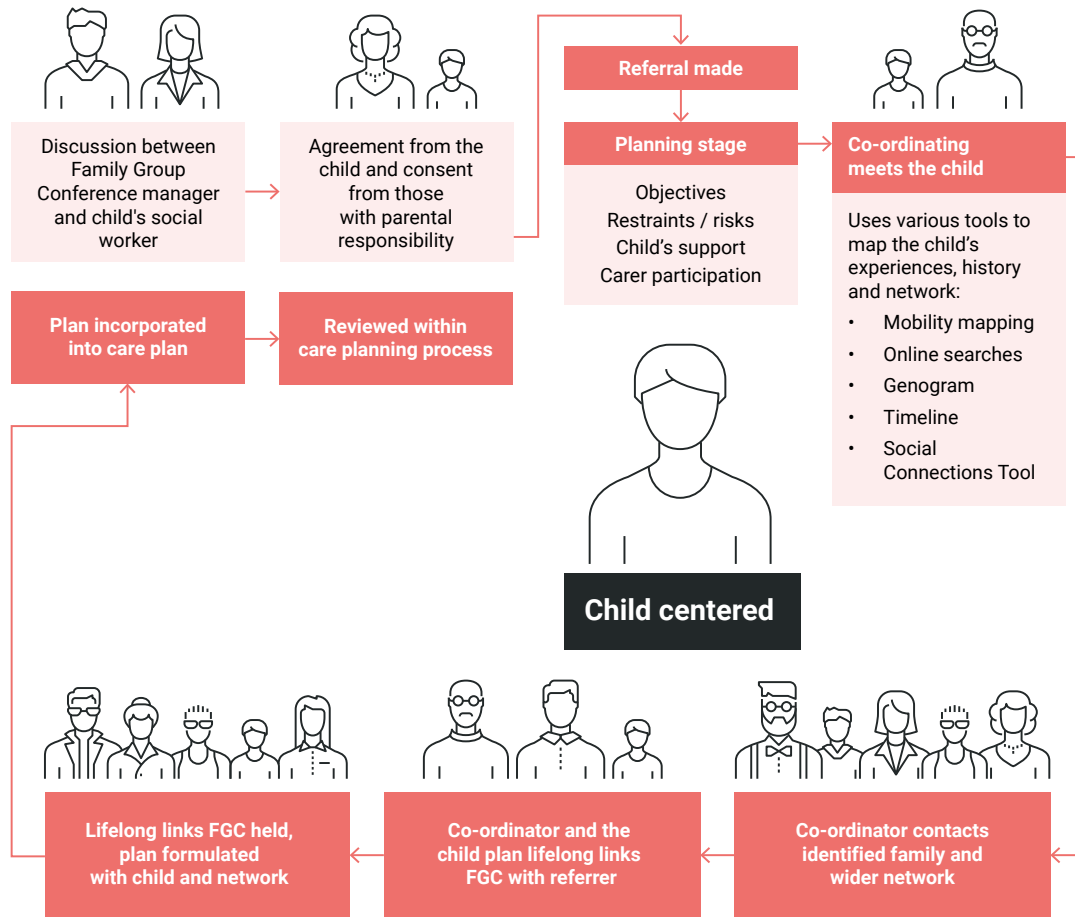 Discussion between
Family Group
Conference manager
and child's social
worker
Agreement from the
child and consent
from those
with parental
responsibility
Referral made
Planning stage
Objectives
Restraints / risks
Child’s support
Carer participation
Co-ordinating
meets the child
Uses various tools to
map the child’s
experiences, history
and network:
• Mobility mapping
• Online searches
• Genogram
• Timeline
• Social
Connections Tool
Plan incorporated
into care plan
Reviewed within
care planning process
Child centered
Lifelong links FGC held,
plan formulated
with child and network
Co-ordinator and the
child plan lifelong links
FGC with referrer
Co-ordinator contacts
identified family and
wider network